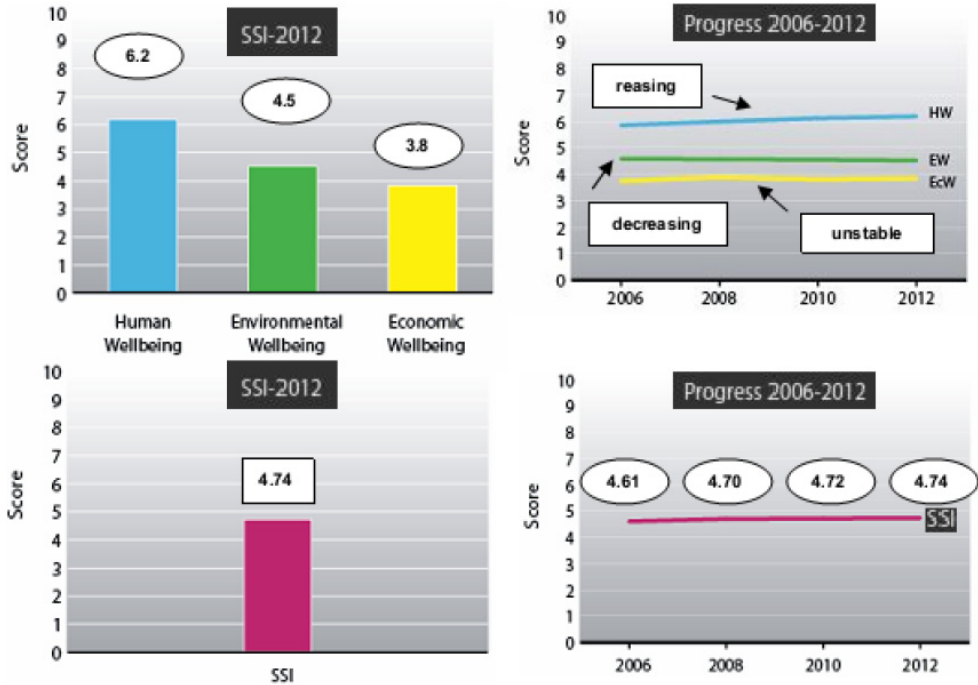 SSI-2012
10
9
8
7
6
5
4
3
2
1
0
Score
6.2
4.5
3.8
Human
Wellbeing
Environmental
Wellbeing
Economic
Wellbeing
Progress 2006-2012
10
9
8
7
6
5
4
3
2
1
0
Score
reasing
HW
EW
EcW
decreasing
unstable
2006
2008
2010
2012
SSI-2012
10
9
8
7
6
5
4
3
2
1
0
Score
4.74
SSI
Progress 2006-2012
10
9
8
7
6
5
4
3
2
1
0
Score
4.61
4.70
4.72
4.74
SSI
2006
2008
2010
2012